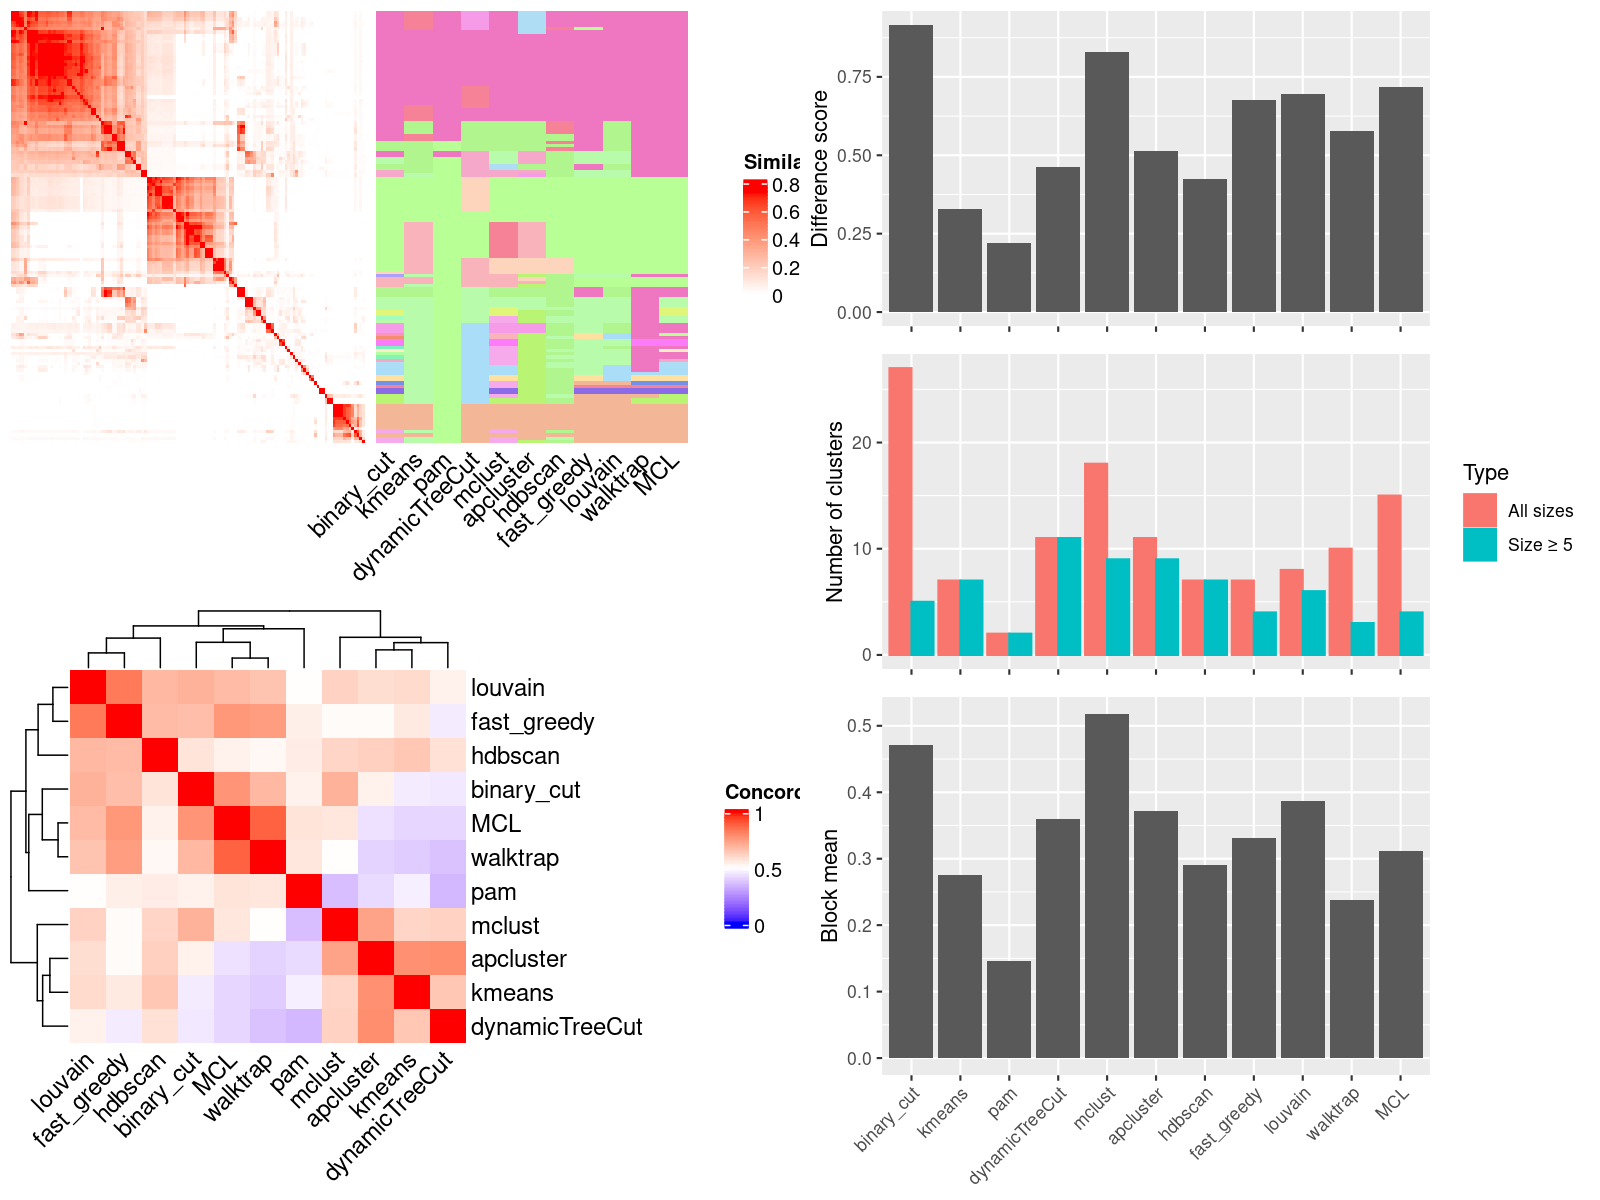 Simila
0.8
0.6
0.4
0.2
0
binary_cut
kmeans
pam
dynamicTreeCut
mclust
apcluster
hdbscan
fast_greedy
louvain
walktrap
MCL
louvain
fast_greedy
hdbscan
binary_cut
MCL
walktrap
pam
mclust
apcluster
kmeans
dynamicTreeCut
louvain
fast_greedy
hdbscan
binary_cut
MCL
walktrap
pam
mclust
apcluster
kmeans
dynamicTreeCut
Concord
1
0.5
0
Difference score
0.75
0.50
0.25
0.00
Number of clusters
20
10
0
Type
All sizes
Size ≥ 5
Block mean
0.5
0.4
0.3
0.2
0.1
0.0
binary_cut
kmeans
pam
dynamicTreeCut
mclust
apcluster
hdbscan
fast_greedy
louvain
walktrap
MCL